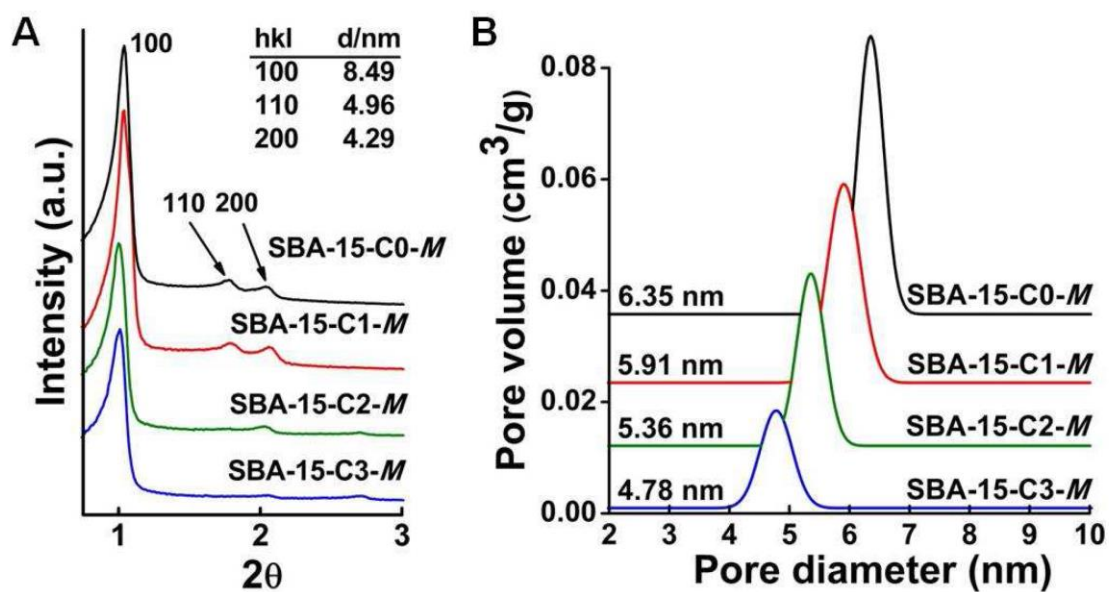 A
100
hkl d/nm
100 8.49
110 4.96
200 4.29
110 200
SBA-15-C0-M
SBA-15-C1-M
SBA-15-C2-M
SBA-15-C3-M
Intensity (a.u.)
1 2 3
2θ
B
0.08
0.06
0.04
0.02
0.00
Pore volume (cm³/g)
6.35 nm SBA-15-C0-M
5.91 nm SBA-15-C1-M
5.36 nm SBA-15-C2-M
4.78 nm SBA-15-C3-M
2 3 4 5 6 7 8 9 10
Pore diameter (nm)